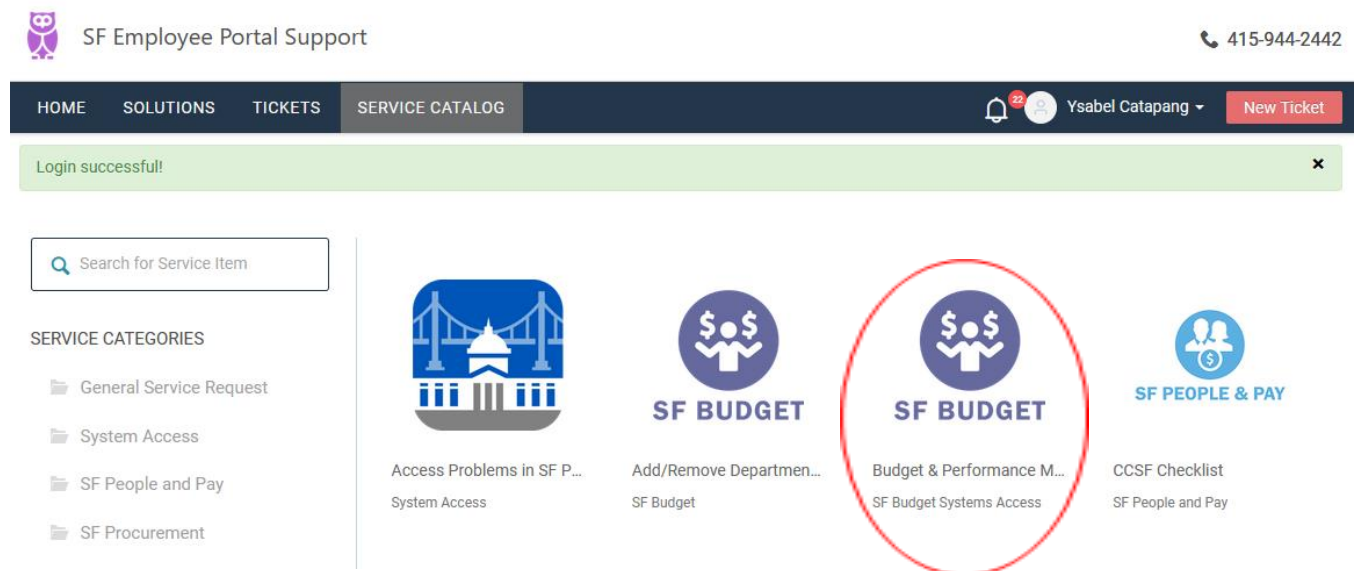 SF Employee Portal Support
415-944-2442
HOME SOLUTIONS TICKETS SERVICE CATALOG
22
Ysabel Catapang
New Ticket
Login successful!
×
Search for Service Item
SERVICE CATEGORIES
General Service Request
System Access
SF People and Pay
SF Procurement
$ $
SF BUDGET
$ $
SF BUDGET
$
SF PEOPLE & PAY
Access Problems in SF P...
System Access
Add/Remove Departmen...
SF Budget
Budget & Performance M...
SF Budget Systems Access
CCSF Checklist
SF People and Pay